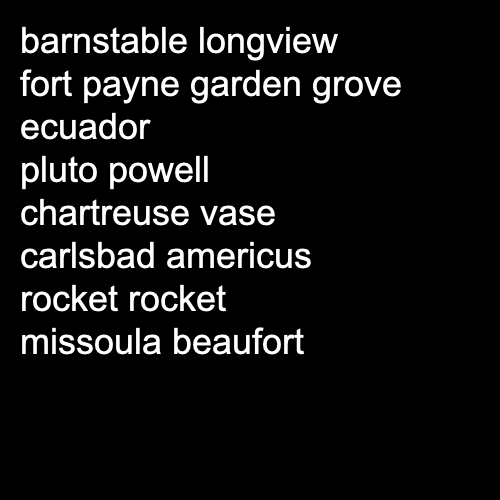 barnstable longview
fort payne garden grove
ecuador
pluto powell
chartreuse vase
carlsbad americus
rocket rocket
missoula beaufort